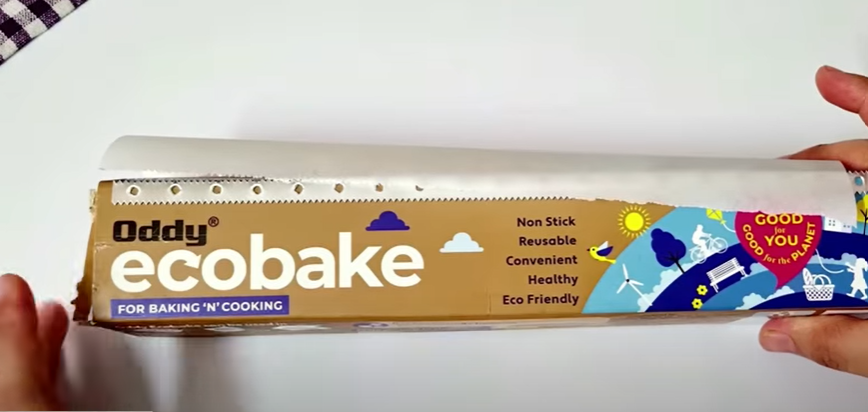 Oddy®
ecobake
FOR BAKING 'N' COOKING
Non Stick
Reusable
Convenient
Healthy
Eco Friendly
GOOD
for
YOU
GOOD for the PLANET